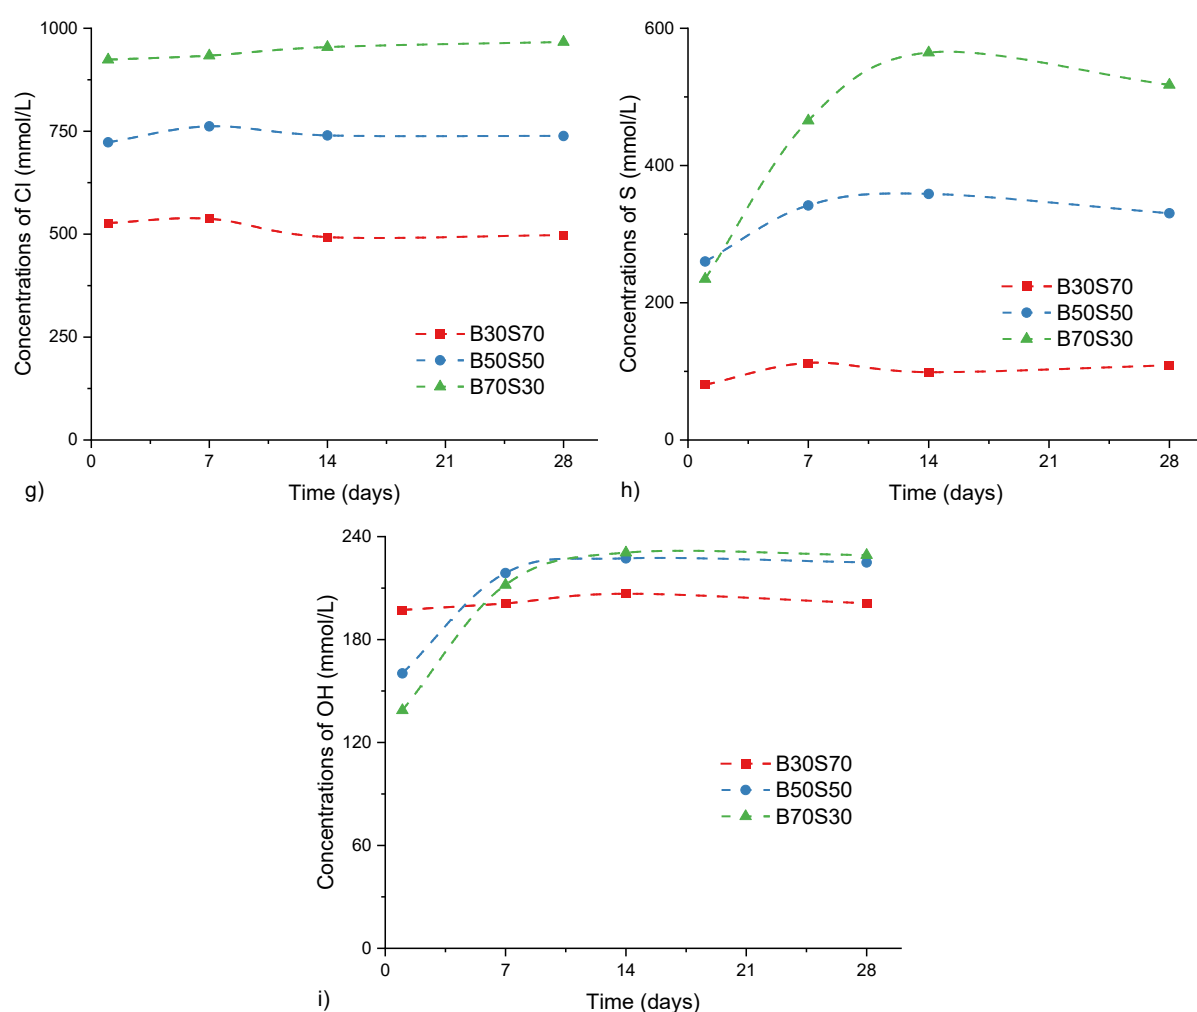 Concentrations of Cl (mmol/L)
1000
750
500
250
0
B30S70
B50S50
B70S30
0 7 14 21 28
Time (days)
g)
Concentrations of S (mmol/L)
600
400
200
0
B30S70
B50S50
B70S30
0 7 14 21 28
Time (days)
h)
Concentrations of OH (mmol/L)
240
180
120
60
0
B30S70
B50S50
B70S30
0 7 14 21 28
Time (days)
i)